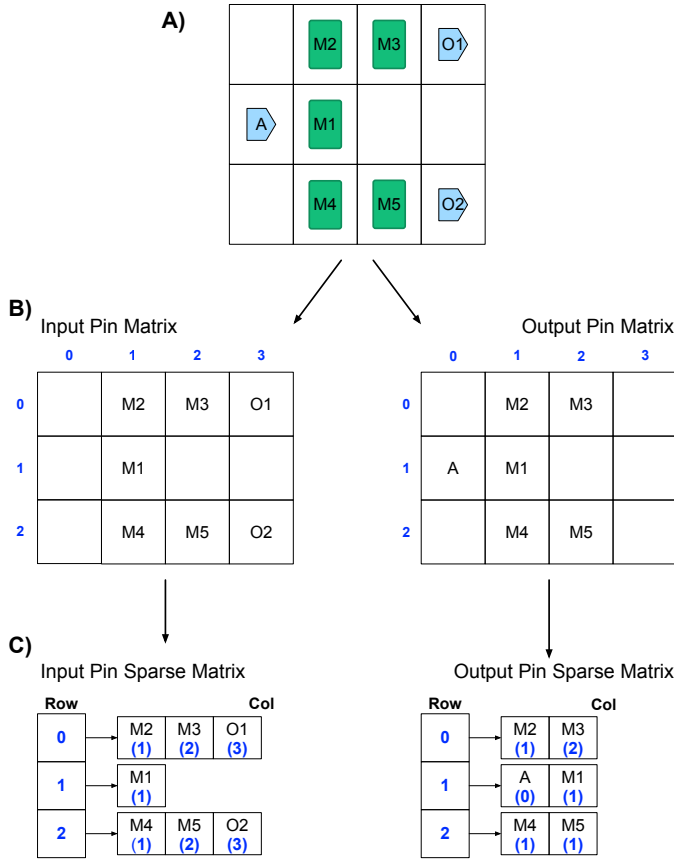 A)
M2 M3 O1
A M1
M4 M5 O2
B)
Input Pin Matrix
0 1 2 3
0 M2 M3 O1
1 M1
2 M4 M5 O2
Output Pin Matrix
0 1 2 3
0 M2 M3
1 A M1
2 M4 M5
C)
Input Pin Sparse Matrix
Row Col
0 M2 M3 O1
(1) (2) (3)
1 M1
(1)
2 M4 M5 O2
(1) (2) (3)
Output Pin Sparse Matrix
Row Col
0 M2 M3
(1) (2)
1 A M1
(0) (1)
2 M4 M5
(1) (1)